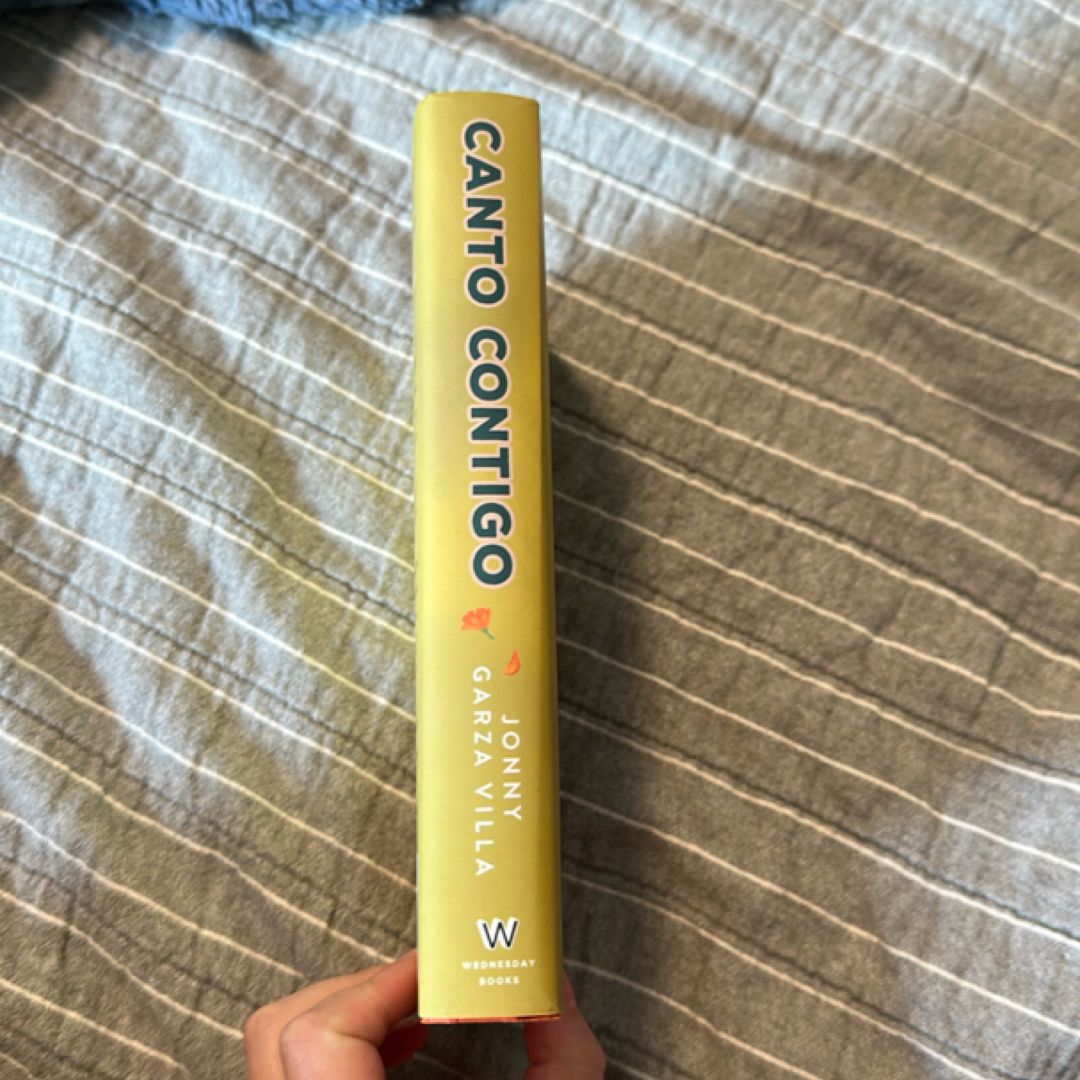 CANTO CONTIGO
JONNY
GARZA VILLA
W
WEDNESDAY
BOOKS